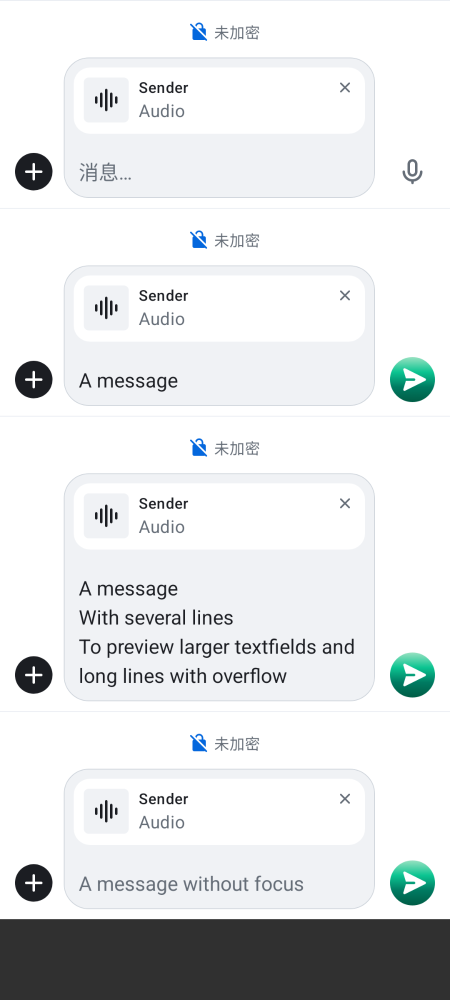 未加密
Sender
Audio
消息…
未加密
Sender
Audio
A message
未加密
Sender
Audio
A message
With several lines
To preview larger textfields and
long lines with overflow
未加密
Sender
Audio
A message without focus